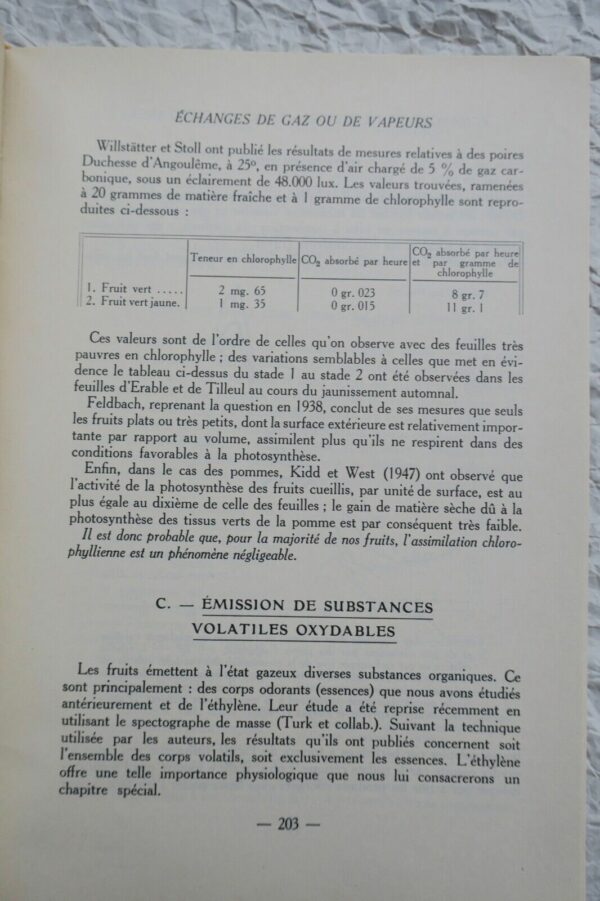 ÉCHANGES DE GAZ OU DE VAPEURS
Willstätter et Stoll ont publié les résultats de mesures relatives à des poires
Duchesse d'Angoulême, à 25°, en présence d'air chargé de 5 % de gaz car-
bonique, sous un éclairement de 48.000 lux. Les valeurs trouvées, ramenées
à 20 grammes de matière fraîche et à 1 gramme de chlorophylle sont repro-
duites ci-dessous :
Teneur en chlorophylle | CO2 absorbé par heure | CO2 absorbé par heure
et par gramme de
chlorophylle
1. Fruit vert ..... 2 mg. 65 0 gr. 023 8 gr. 7
2. Fruit vert jaune. 1 mg. 35 0 gr. 015 11 gr. 1
Ces valeurs sont de l'ordre de celles qu'on observe avec des feuilles très
pauvres en chlorophylle ; des variations semblables à celles que met en évi-
dence le tableau ci-dessus du stade 1 au stade 2 ont été observées dans les
feuilles d'Erable et de Tilleul au cours du jaunissement automnal.
Feldbach, reprenant la question en 1938, conclut de ses mesures que seuls
les fruits plats ou très petits, dont la surface extérieure est relativement impor-
tante par rapport au volume, assimilent plus qu'ils ne respirent dans des
conditions favorables à la photosynthèse.
Enfin, dans le cas des pommes, Kidd et West (1947) ont observé que
l'activité de la photosynthèse des fruits cueillis, par unité de surface, est au
plus égale au dixième de celle des feuilles ; le gain de matière sèche dû à la
photosynthèse des tissus verts de la pomme est par conséquent très faible.
Il est donc probable que, pour la majorité de nos fruits, l'assimilation chloro-
phyllienne est un phénomène négligeable.
C. — ÉMISSION DE SUBSTANCES
VOLATILES OXYDABLES
Les fruits émettent à l'état gazeux diverses substances organiques. Ce
sont principalement : des corps odorants (essences) que nous avons étudiés
antérieurement et de l'éthylène. Leur étude a été reprise récemment en
utilisant le spectographe de masse (Turk et collab.). Suivant la technique
utilisée par les auteurs, les résultats qu'ils ont publiés concernent soit
l'ensemble des corps volatils, soit exclusivement les essences. L'éthylène
offre une telle importance physiologique que nous lui consacrerons un
chapitre spécial.
— 203 —